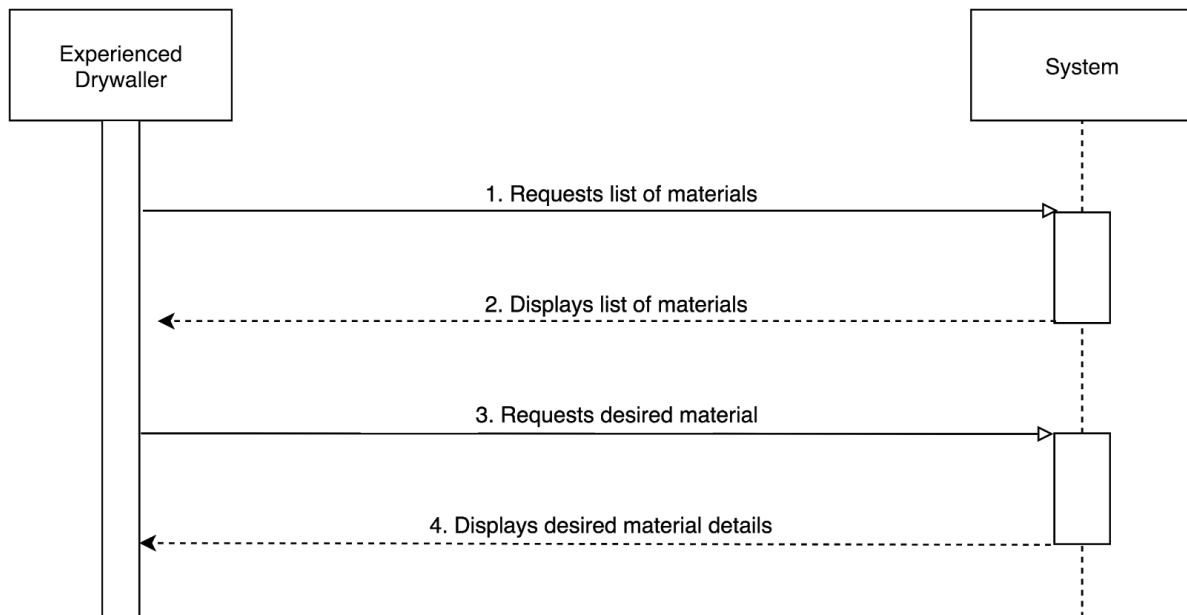 Experienced
Drywaller
System
1. Requests list of materials
2. Displays list of materials
3. Requests desired material
4. Displays desired material details